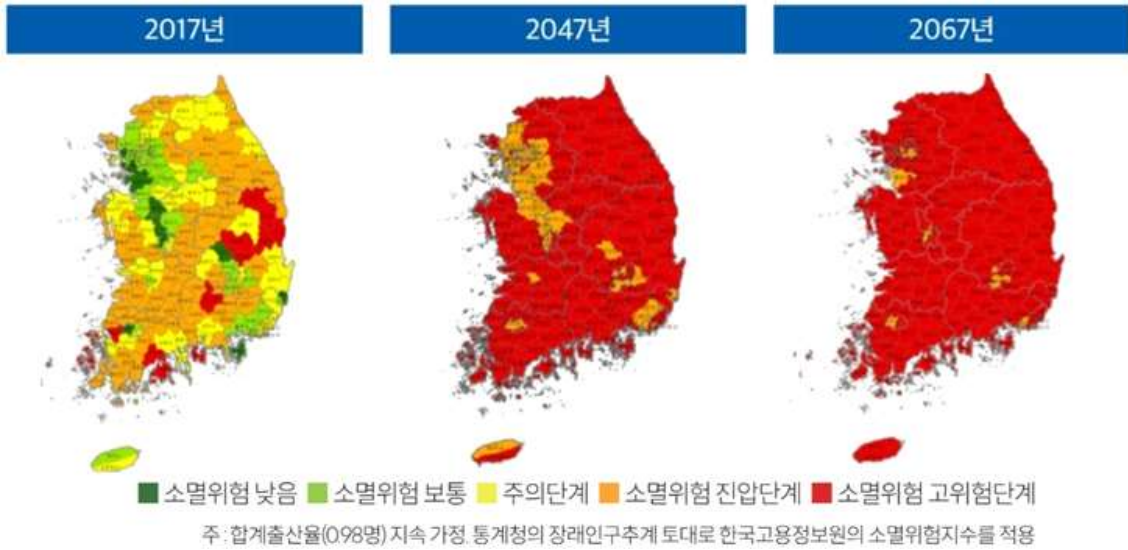 2017년 2047년 2067년
소멸위험 낮음 소멸위험 보통 주의단계 소멸위험 진압단계 소멸위험 고위험단계
주 : 합계출산율(0.98명) 지속 가정. 통계청의 장래인구추계 토대로 한국고용정보원의 소멸위험지수를 적용